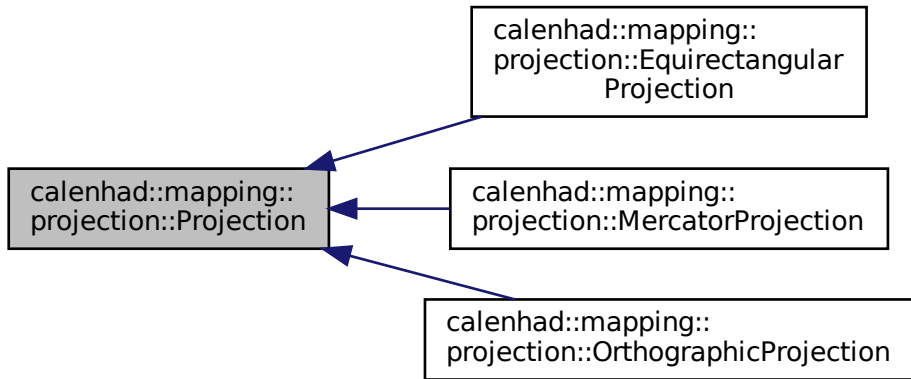 calenhad::mapping::
projection::Equirectangular
Projection
calenhad::mapping::
projection::Projection
calenhad::mapping::
projection::MercatorProjection
calenhad::mapping::
projection::OrthographicProjection